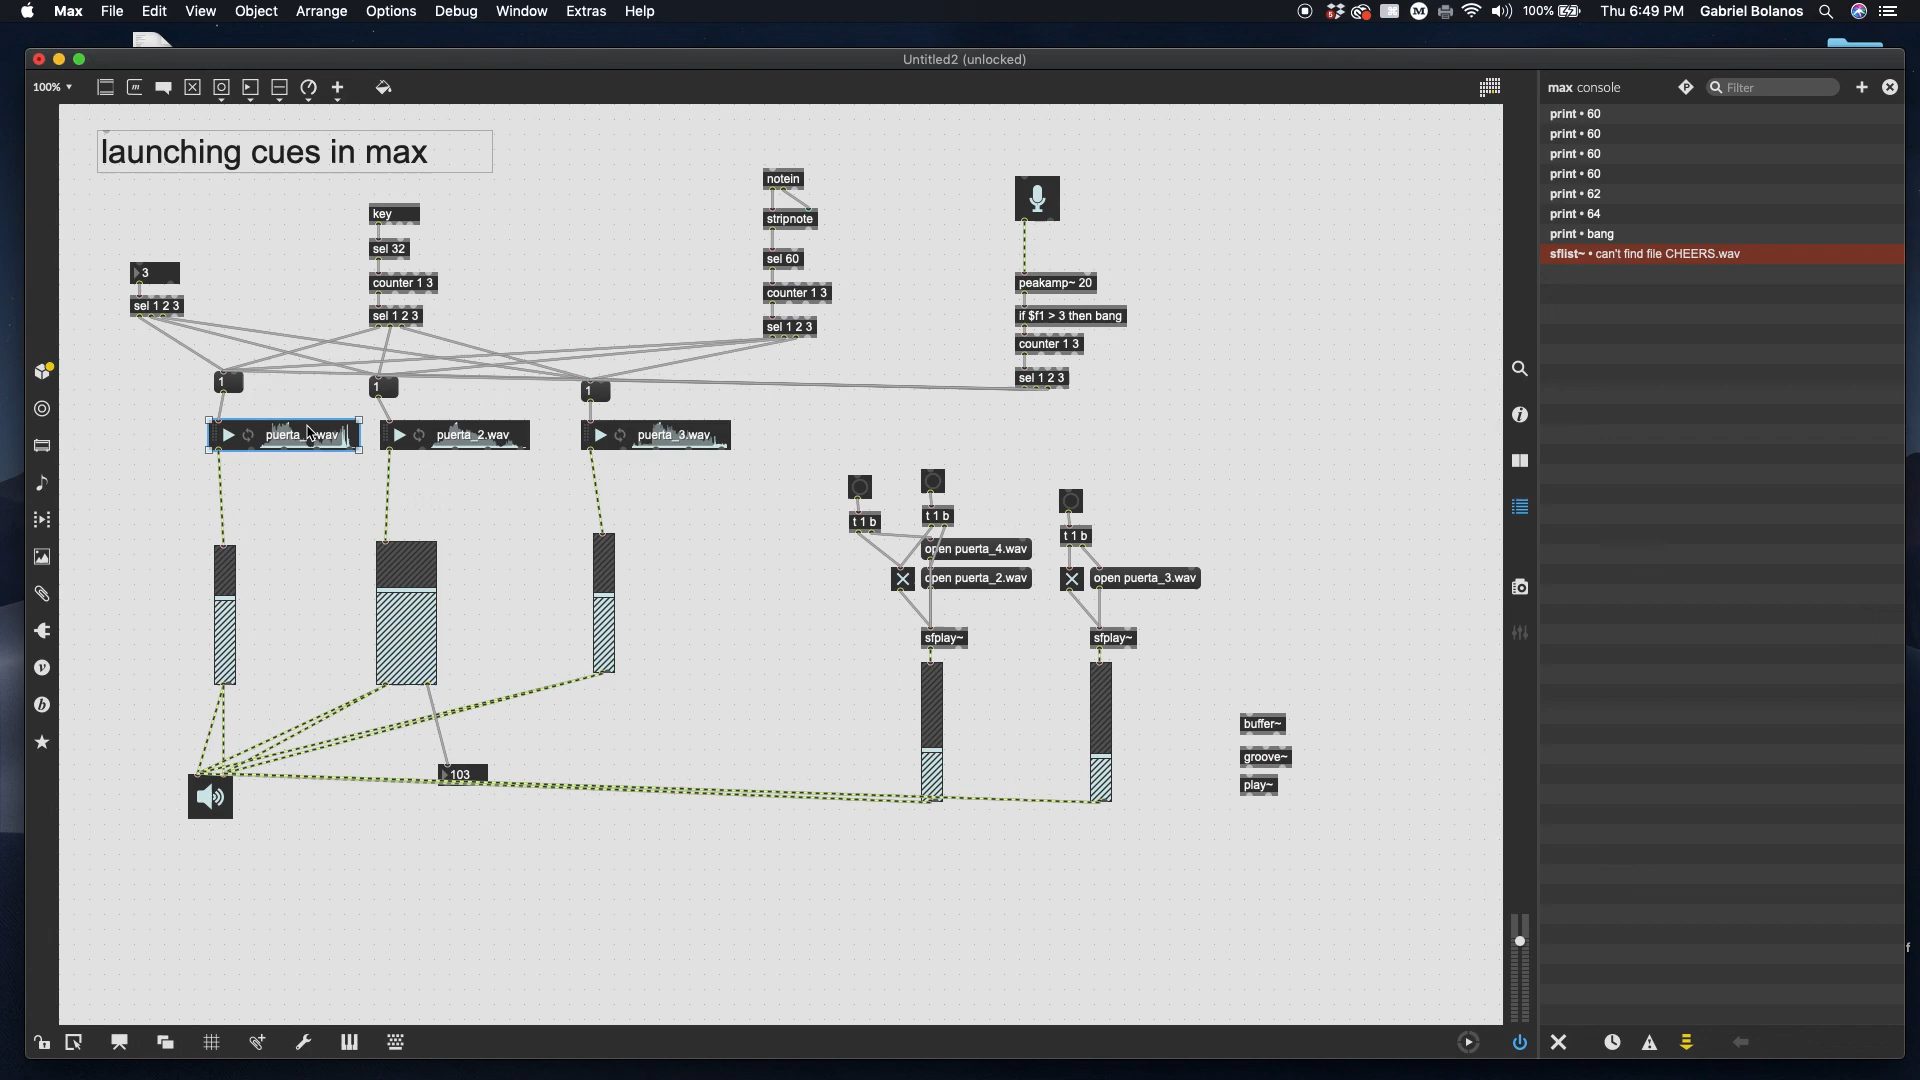 Max File Edit View Object Arrange Options Debug Window Extras Help
100% Thu 6:49 PM Gabriel Bolanos
Untitled2 (unlocked)
100%
max console
Filter
print • 60
print • 60
print • 60
print • 60
print • 62
print • 64
print • bang
sflist~ • can't find file CHEERS.wav
launching cues in max
notein
stripnote
sel 60
counter 1 3
sel 1 2 3
key
sel 32
counter 1 3
sel 1 2 3
3
sel 1 2 3
peakamp~ 20
if $f1 > 3 then bang
counter 1 3
sel 1 2 3
1
1
1
puerta_ .wav
puerta_2.wav
puerta_3.wav
t 1 b
t 1 b
t 1 b
open puerta_4.wav
open puerta_2.wav
open puerta_3.wav
sfplay~
sfplay~
buffer~
groove~
play~
103